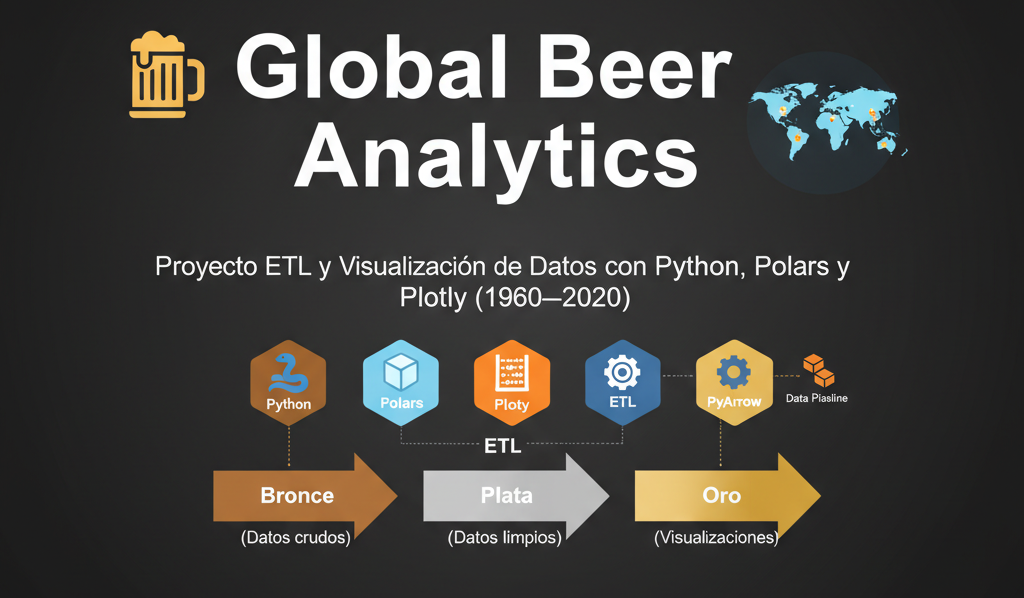 Global Beer
Analytics
Proyecto ETL y Visualización de Datos con Python, Polars y
Plotly (1960—2020)
Python
Polars
Ploty
ETL
PyArrow
Data Plasline
ETL
Bronce
Plata
Oro
(Datos crudos)
(Datos limpios)
(Visualizaciones)